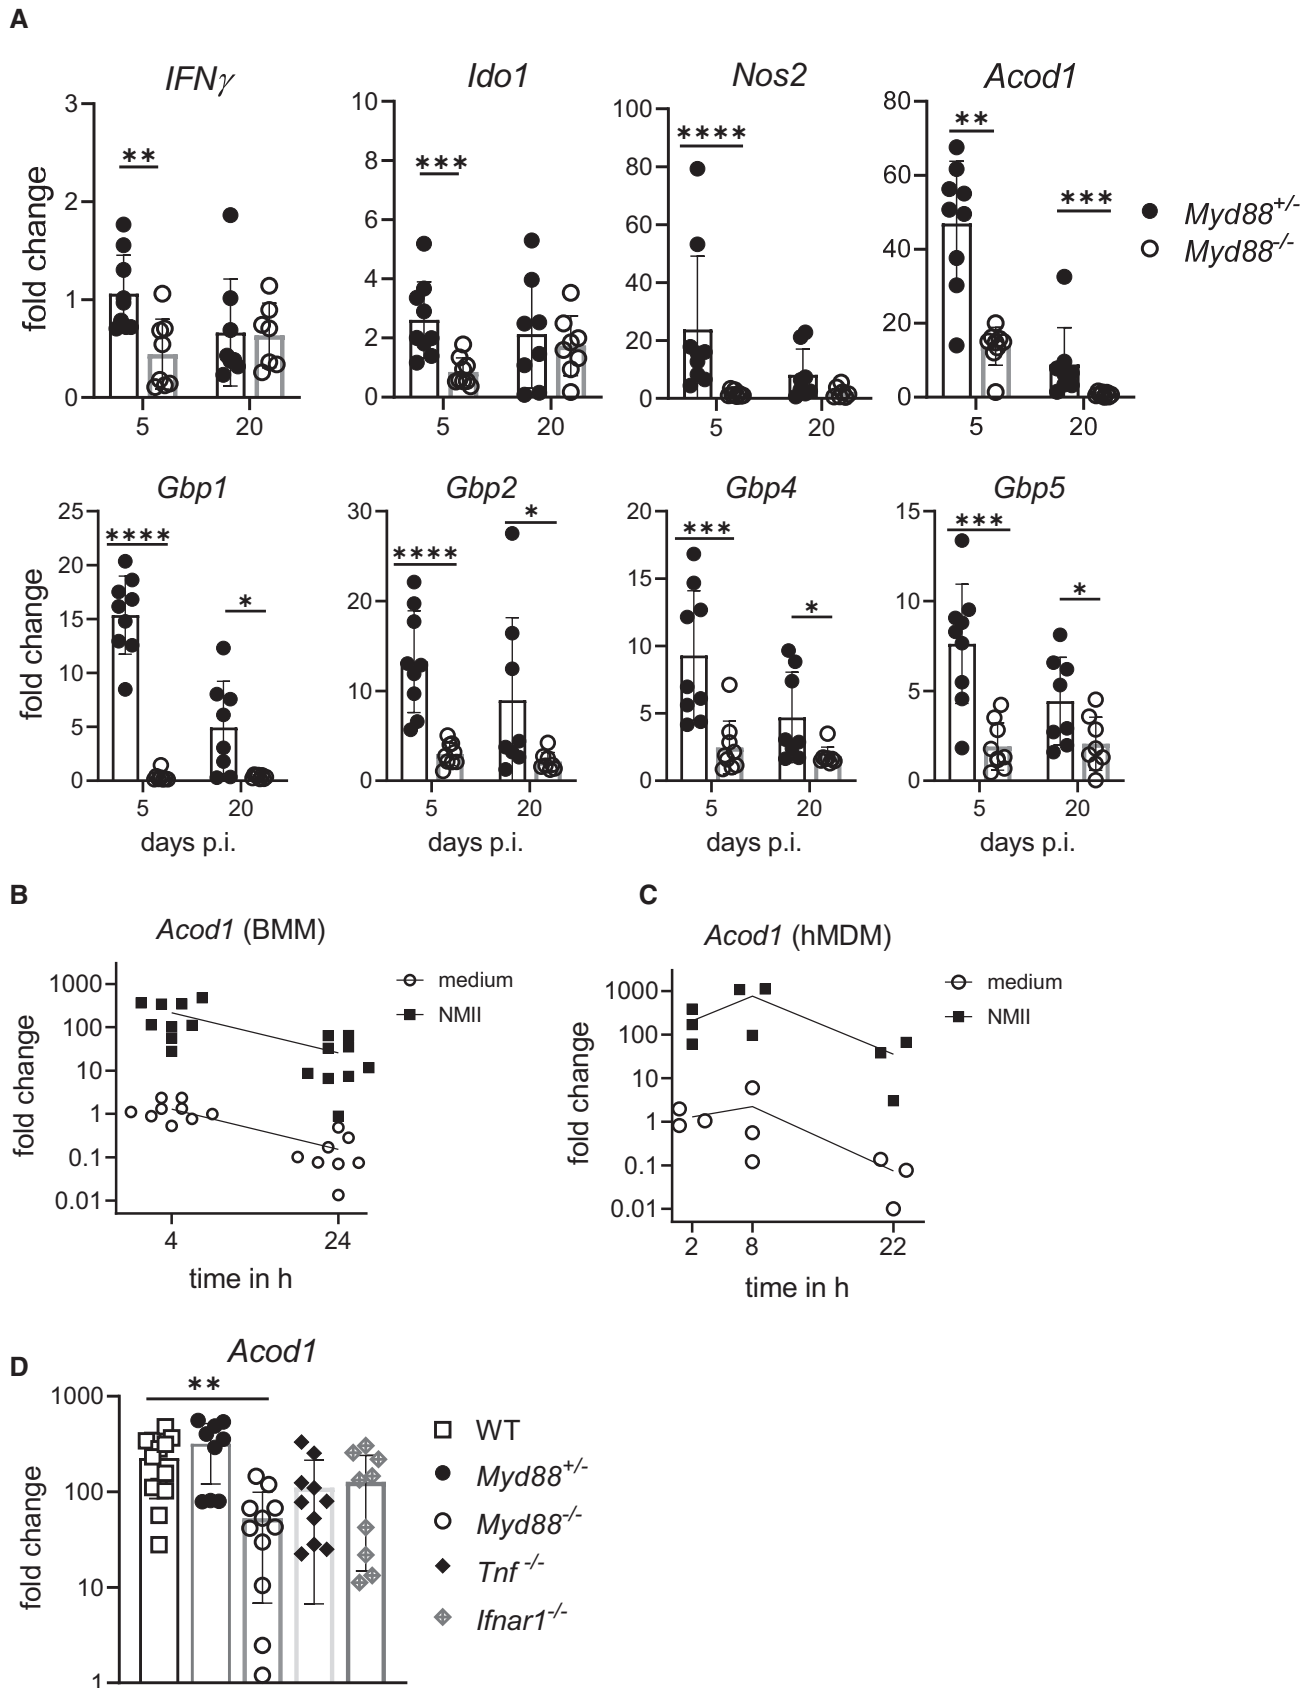 A
IFNγ
Ido1
Nos2
Acod1
fold change
3
2
1
0
**
5
20
10
8
6
4
2
0
***
5
20
100
80
60
40
20
0
****
5
20
80
60
40
20
0
**
***
5
20
Myd88+/-
Myd88-/-
Gbp1
Gbp2
Gbp4
Gbp5
fold change
25
20
15
10
5
0
****
*
5
20
days p.i.
30
20
10
0
****
*
5
20
days p.i.
20
15
10
5
0
***
*
5
20
days p.i.
15
10
5
0
***
*
5
20
days p.i.
B
Acod1 (BMM)
fold change
1000
100
10
1
0.1
0.01
4
24
time in h
medium
NMII
C
Acod1 (hMDM)
fold change
1000
100
10
1
0.1
0.01
2
8
22
time in h
medium
NMII
D
Acod1
fold change
1000
100
10
1
**
WT
Myd88+/-
Myd88-/-
Tnf -/-
Ifnar1-/-